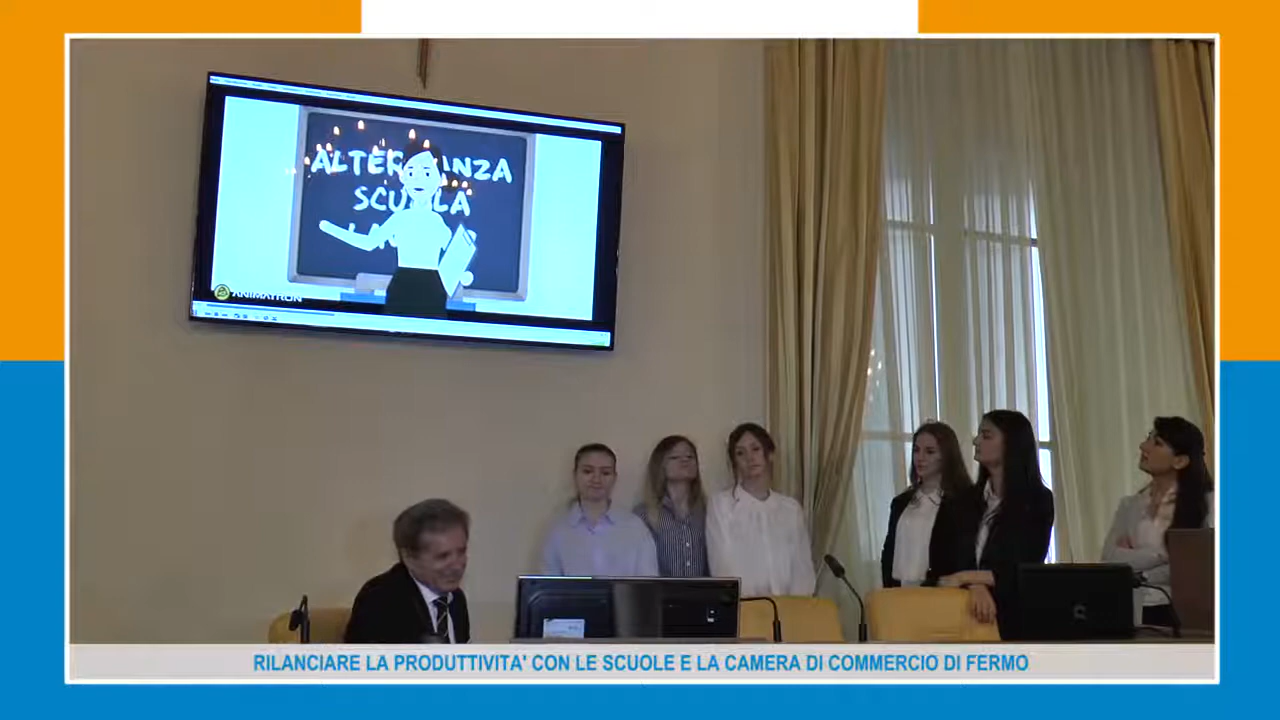 ALTERNANZA
SCUOLA
ANIMATRON
RILANCIARE LA PRODUTTIVITA' CON LE SCUOLE E LA CAMERA DI COMMERCIO DI FERMO